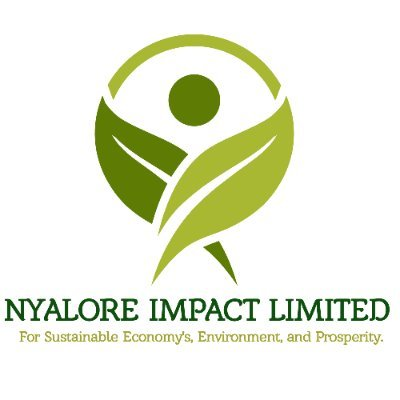 NYALORE IMPACT LIMITED
For Sustainable Economy's, Environment, and Prosperity.